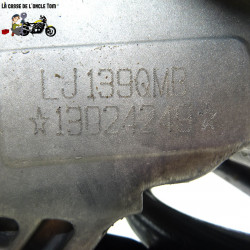 LA CASSE DE L'ONCLE TOM'
LJ139QMB
☆13024249☆